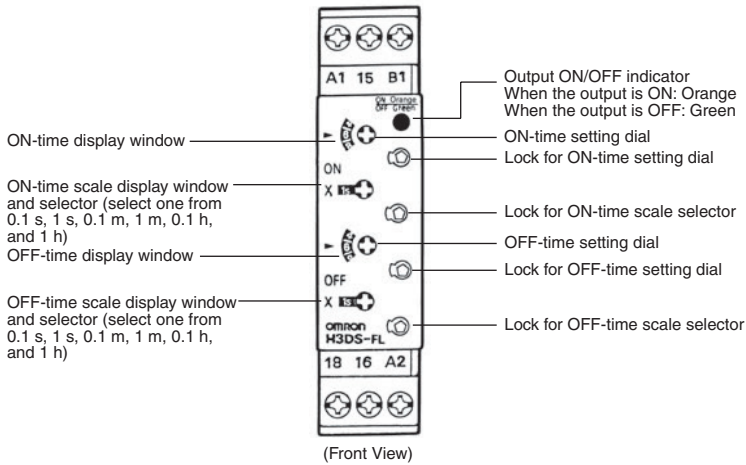 A1 15 B1
ON Orange
OFF Green
ON
X 1s
OFF
X 1s
OMRON
H3DS-FL
18 16 A2
ON-time display window
ON-time scale display window
and selector (select one from
0.1 s, 1 s, 0.1 m, 1 m, 0.1 h,
and 1 h)
OFF-time display window
OFF-time scale display window
and selector (select one from
0.1 s, 1 s, 0.1 m, 1 m, 0.1 h,
and 1 h)
Output ON/OFF indicator
When the output is ON: Orange
When the output is OFF: Green
ON-time setting dial
Lock for ON-time setting dial
Lock for ON-time scale selector
OFF-time setting dial
Lock for OFF-time setting dial
Lock for OFF-time scale selector
(Front View)